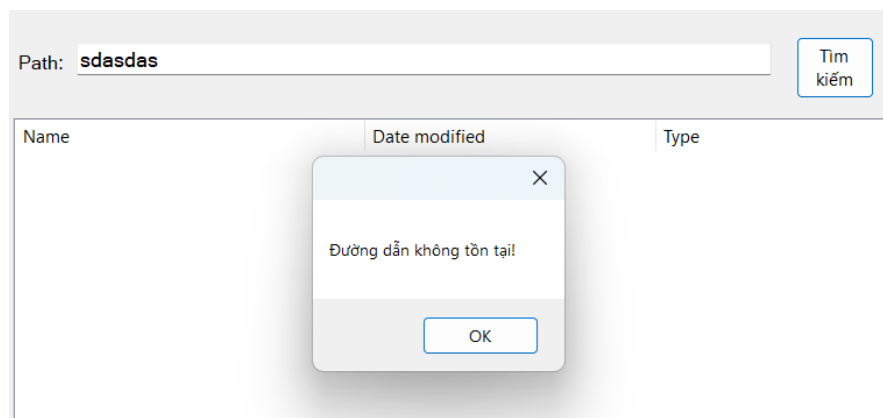 Path: sdasdas
Tìm
kiếm
Name Date modified Type
Đường dẫn không tồn tại!
OK